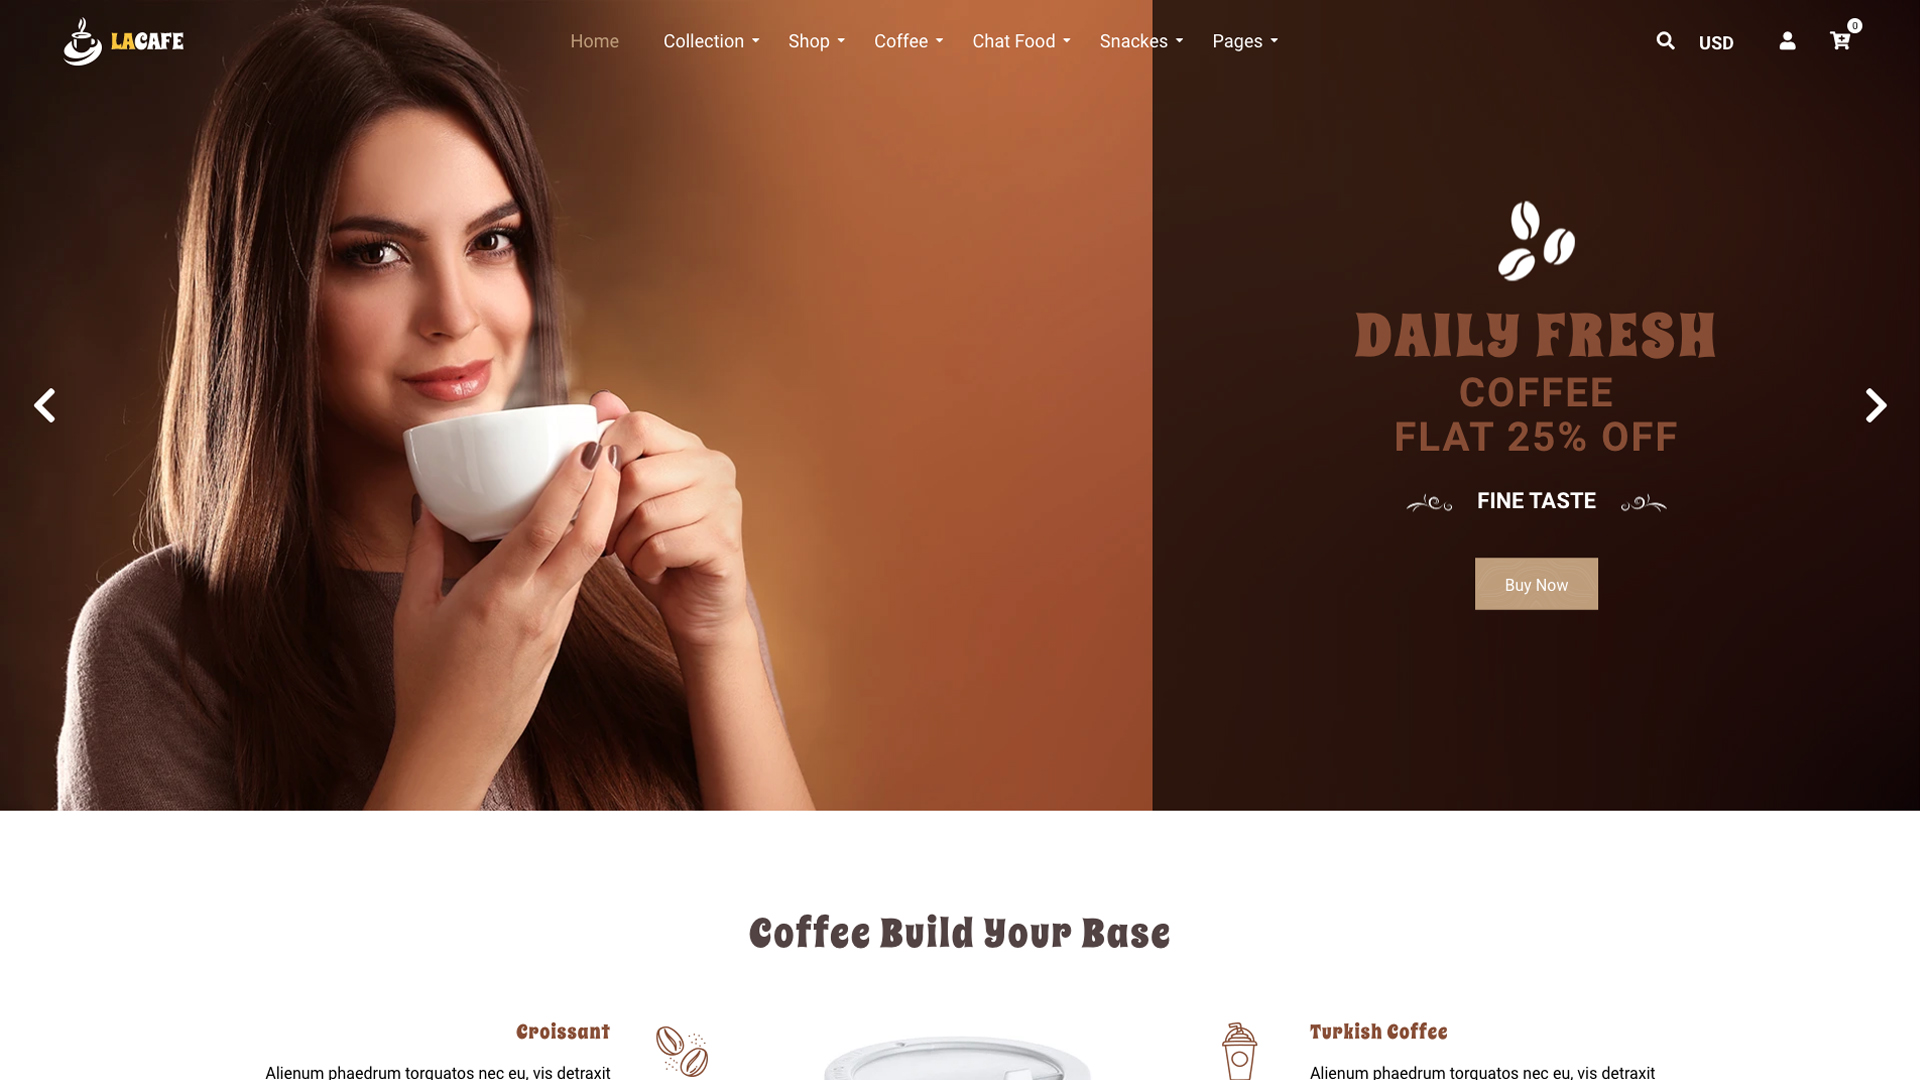 LACAFE
Home Collection Shop Coffee Chat Food Snackes Pages
USD
0
DAILY FRESH
COFFEE
FLAT 25% OFF
FINE TASTE
Buy Now
Coffee Build Your Base
Croissant
Alienum phaedrum torquatos nec eu, vis detraxit
Turkish Coffee
Alienum phaedrum torquatos nec eu, vis detraxit